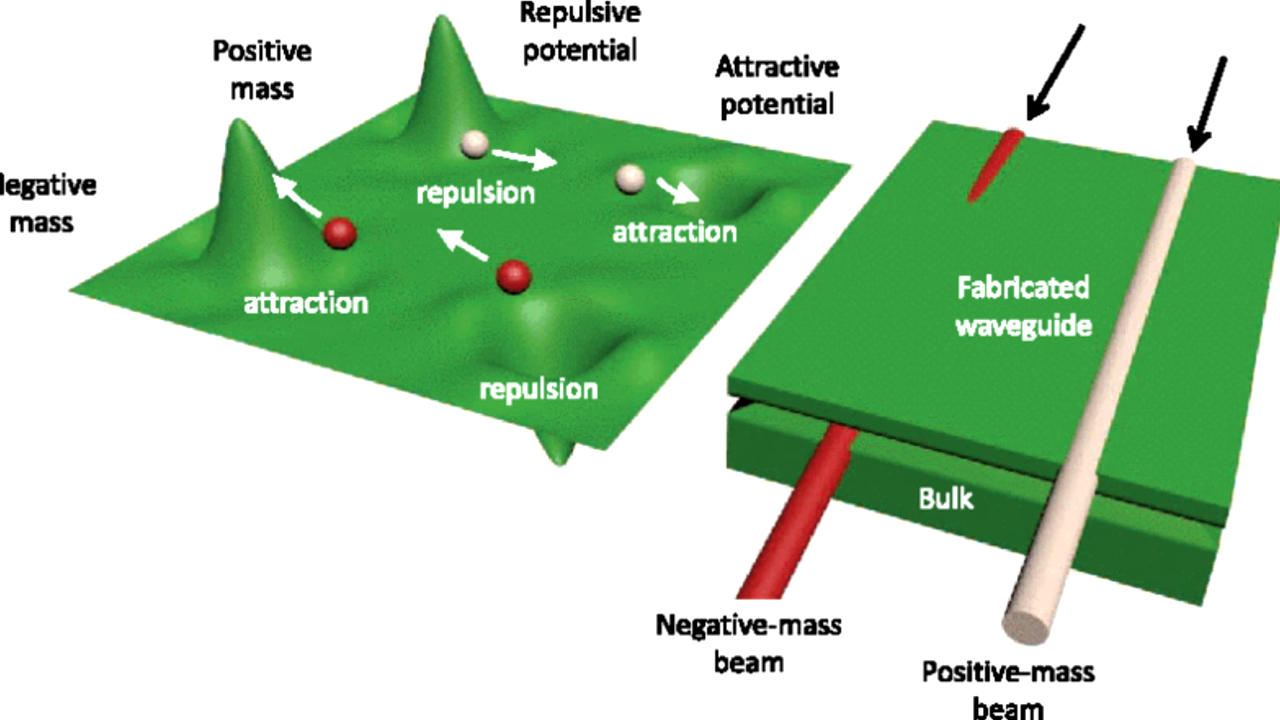 Repulsive
potential
Positive
mass
Attractive
potential
legative
mass
repulsion
attraction
attraction
repulsion
Fabricated
waveguide
Bulk
Negative-mass
beam
Positive-mass
beam